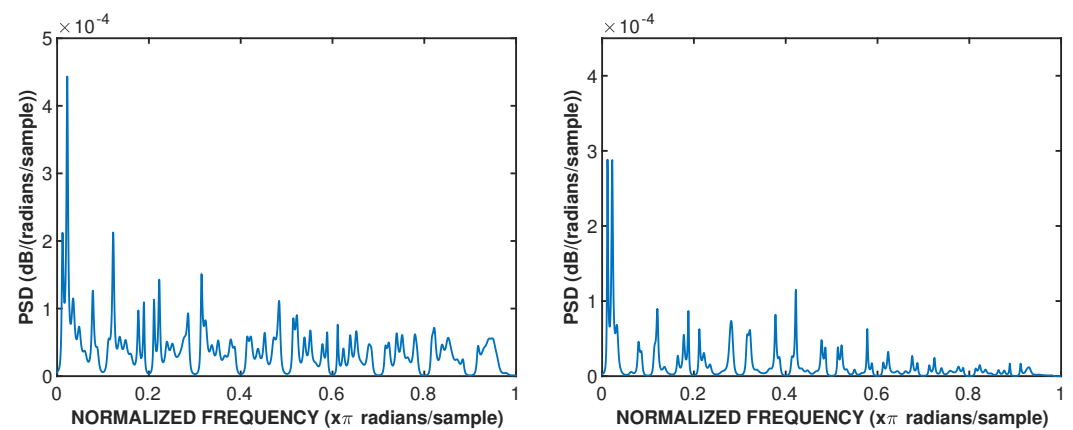 ×10⁻⁴
5
4
3
2
1
0
PSD (dB/(radians/sample))
0 0.2 0.4 0.6 0.8 1
NORMALIZED FREQUENCY (xπ radians/sample)
×10⁻⁴
4
3
2
1
0
PSD (dB/(radians/sample))
0 0.2 0.4 0.6 0.8 1
NORMALIZED FREQUENCY (xπ radians/sample)